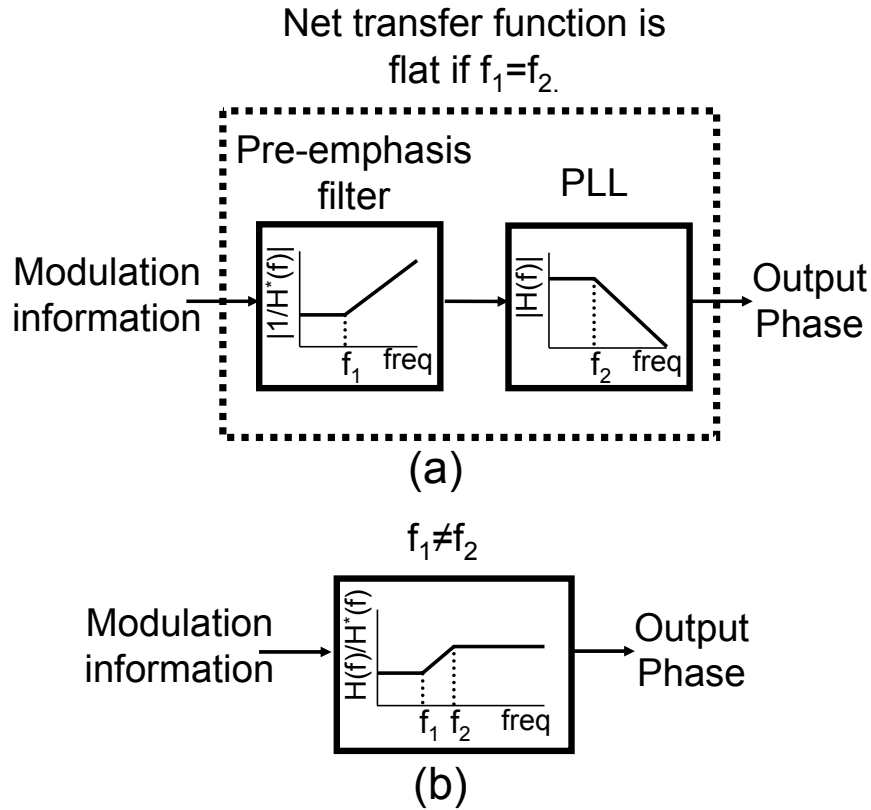 Net transfer function is
flat if f₁=f₂.
Pre-emphasis
filter
PLL
Modulation
information
|1/H*(f)|
f₁
freq
|H(f)|
f₂
freq
Output
Phase
(a)
f₁≠f₂
Modulation
information
H(f)/H*(f)
f₁
f₂
freq
Output
Phase
(b)